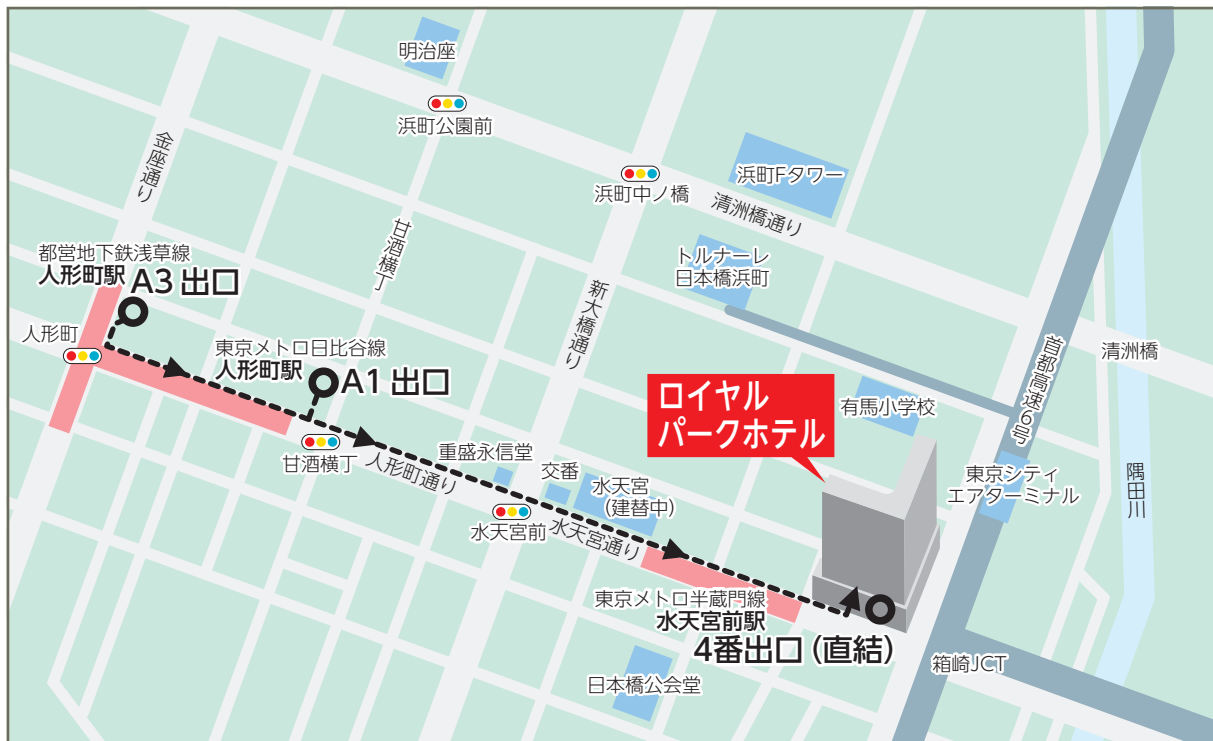 明治座
浜町公園前
金座通り
浜町中ノ橋
浜町Fタワー
清洲橋通り
甘酒横丁
都営地下鉄浅草線
人形町駅 A3 出口
トルナーレ
日本橋浜町
新大橋通り
人形町
東京メトロ日比谷線
人形町駅
A1 出口
首都高速6号
清洲橋
ロイヤル
パークホテル
有馬小学校
甘酒横丁
人形町通り
重盛永信堂
交番
水天宮
(建替中)
東京シティ
エアターミナル
隅田川
水天宮前
水天宮通り
東京メトロ半蔵門線
水天宮前駅
4番出口 (直結)
箱崎JCT
日本橋公会堂